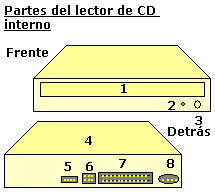 Partes del lector de CD
interno
Frente
1
2
3
Detrás
4
5 6 7 8